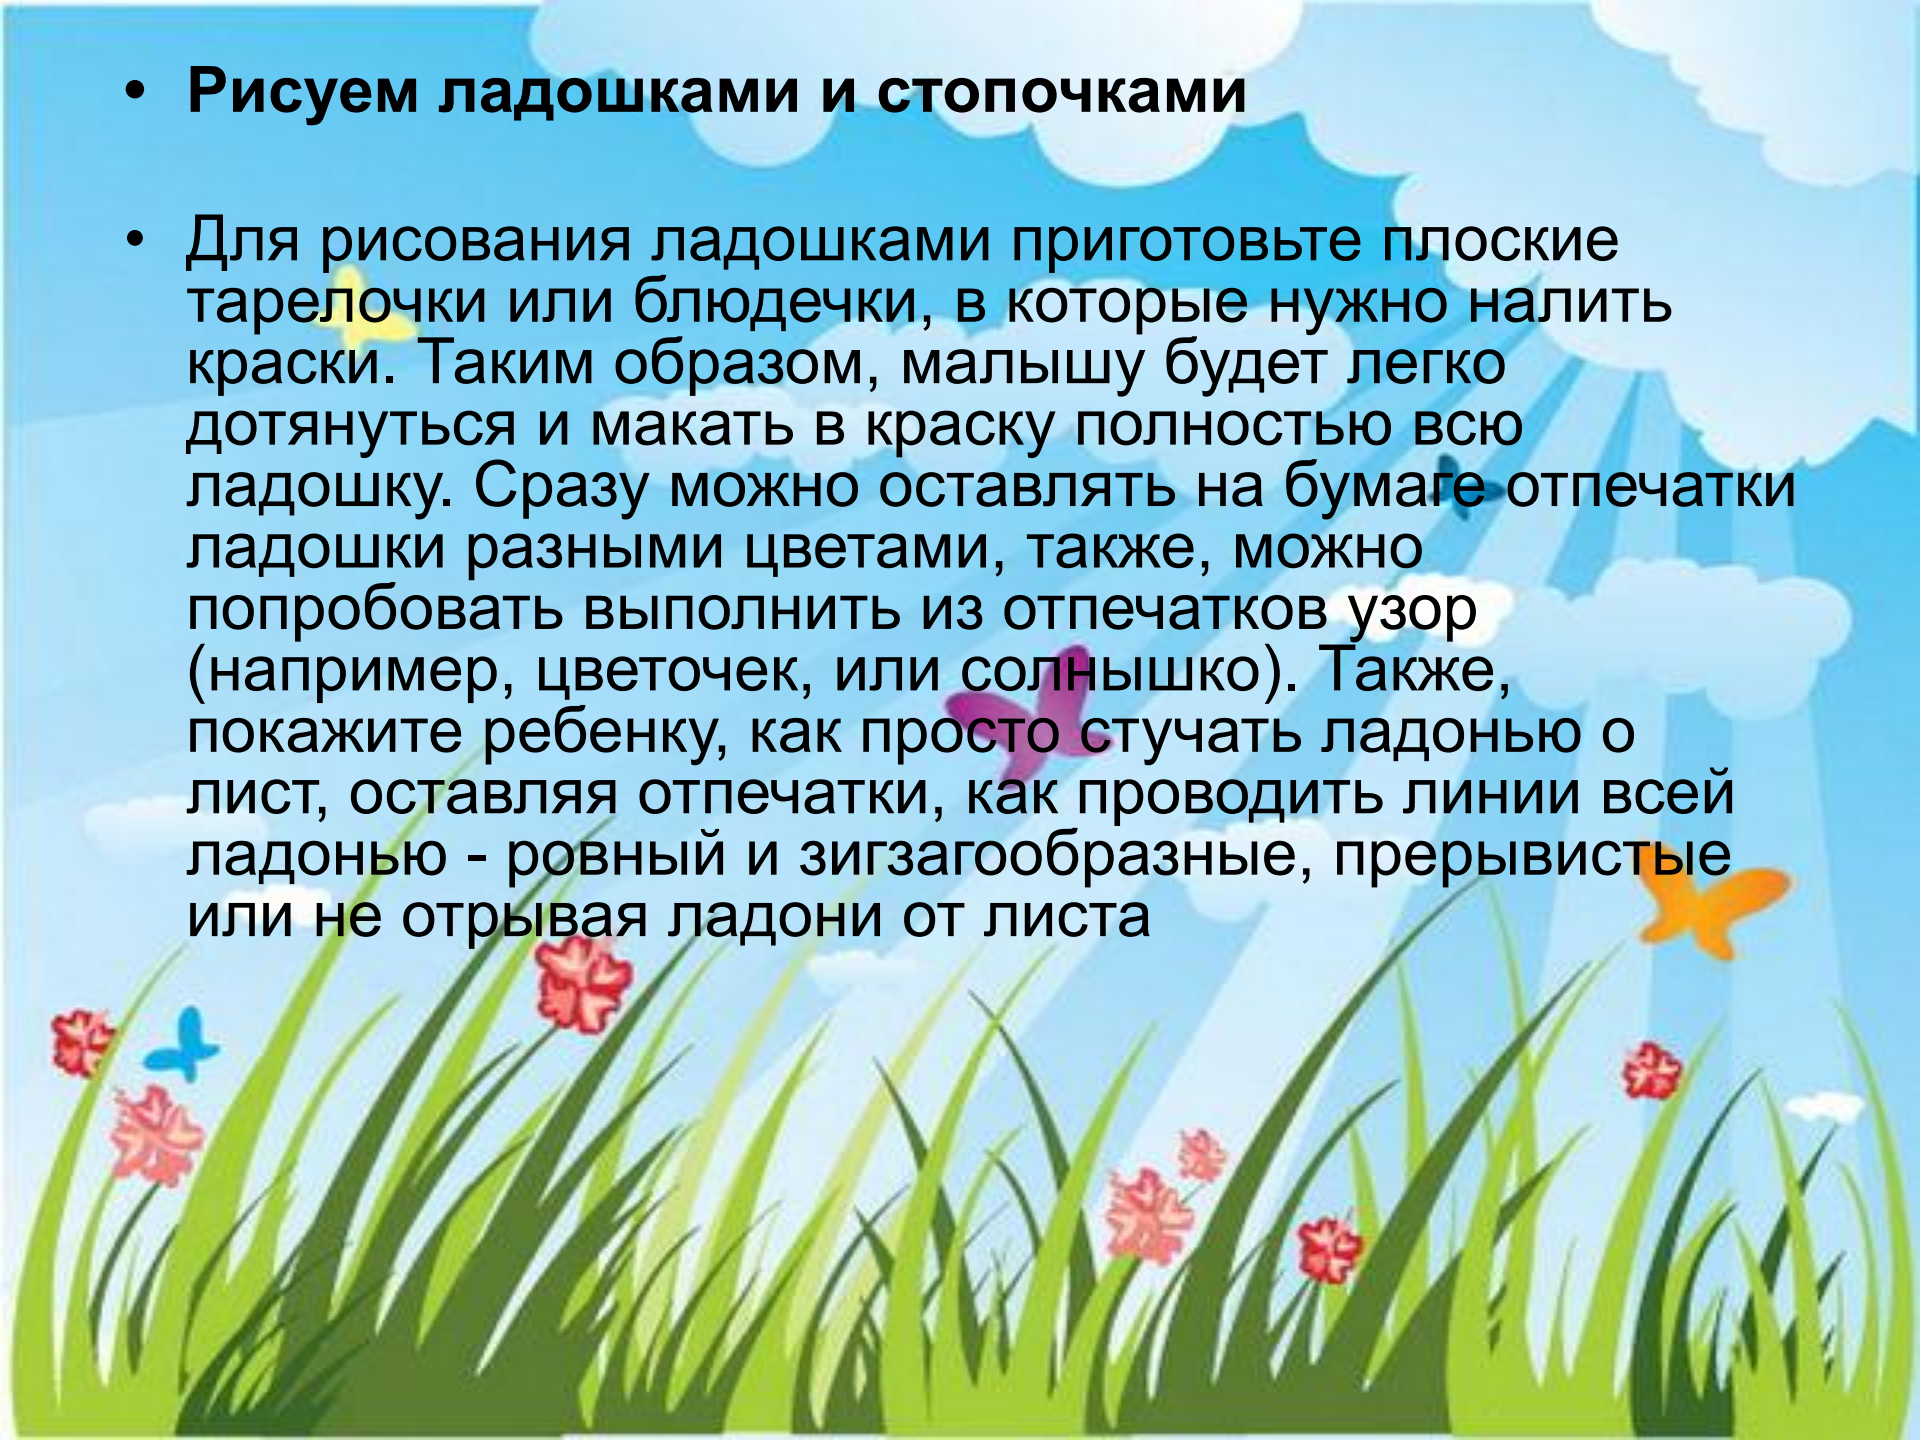 • Рисуем ладошками и стопочками
• Для рисования ладошками приготовьте плоские
тарелочки или блюдечки, в которые нужно налить
краски. Таким образом, малышу будет легко
дотянуться и макать в краску полностью всю
ладошку. Сразу можно оставлять на бумаге отпечатки
ладошки разными цветами, также, можно
попробовать выполнить из отпечатков узор
(например, цветочек, или солнышко). Также,
покажите ребенку, как просто стучать ладонью о
лист, оставляя отпечатки, как проводить линии всей
ладонью - ровный и зигзагообразные, прерывистые
или не отрывая ладони от листа